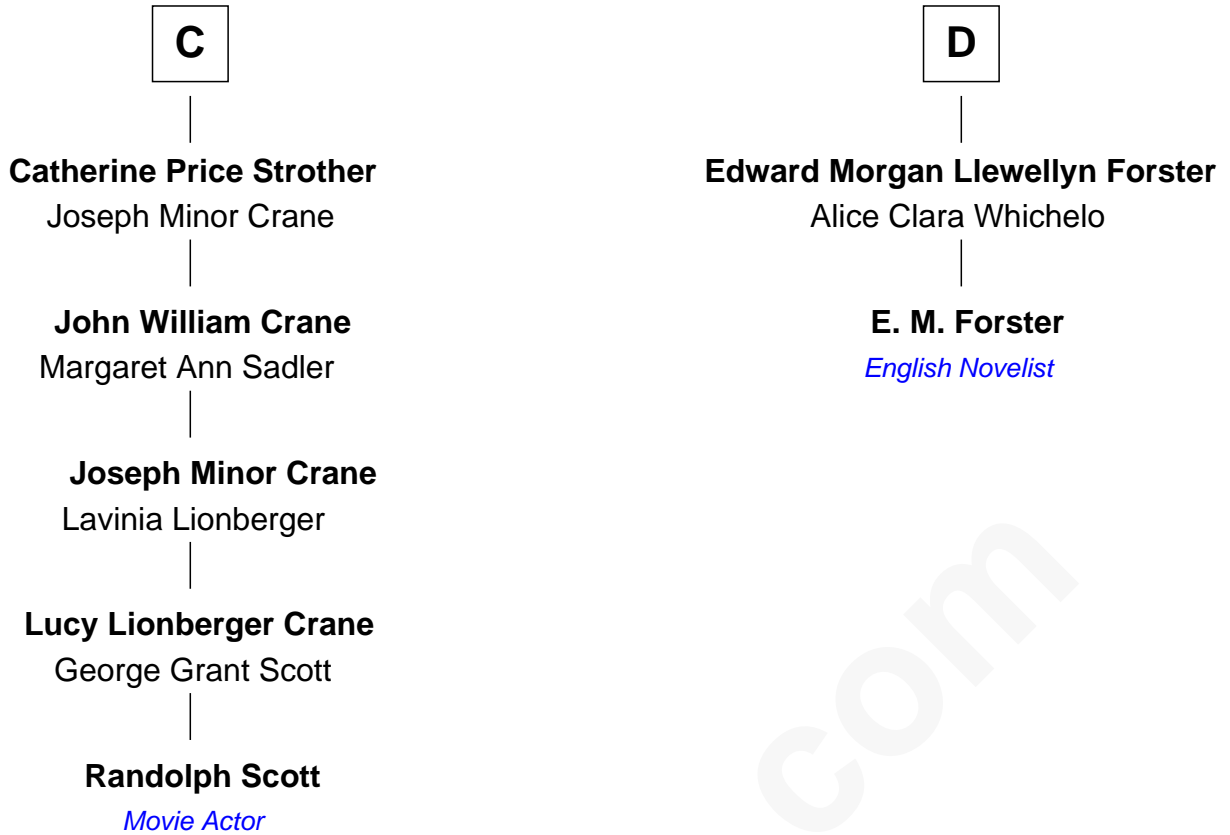 C
Catherine Price Strother
Joseph Minor Crane
John William Crane
Margaret Ann Sadler
Joseph Minor Crane
Lavinia Lionberger
Lucy Lionberger Crane
George Grant Scott
Randolph Scott
Movie Actor
D
Edward Morgan Llewellyn Forster
Alice Clara Whichelo
E. M. Forster
English Novelist
com